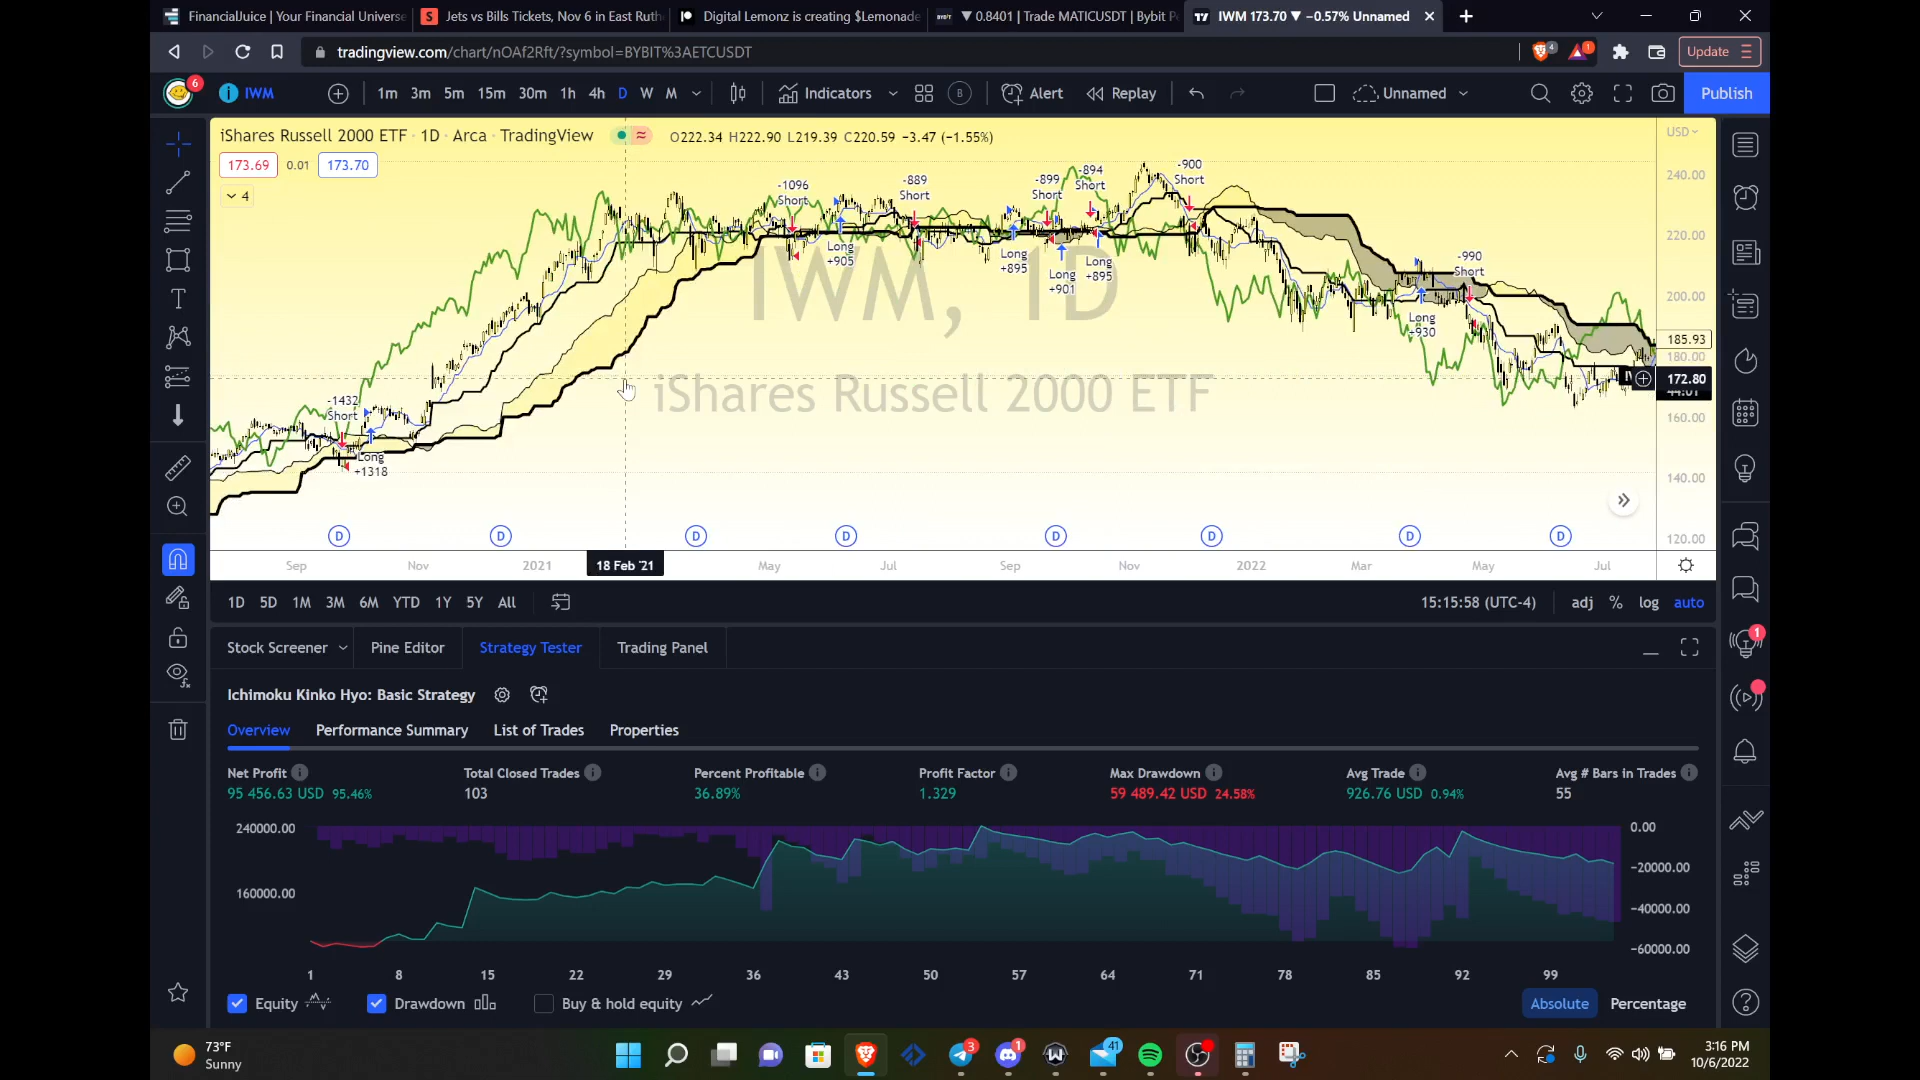 FinancialJuice | Your Financial Universe
Jets vs Bills Tickets, Nov 6 in East Ruthe
Digital Lemonz is creating $Lemonade
▼ 0.8401 | Trade MATICUSDT | Bybit P
IWM 173.70 ▼ −0.57% Unnamed
tradingview.com/chart/nOAf2Rft/?symbol=BYBIT%3AETCUSDT
4
1
Update
6
IWM
1m 3m 5m 15m 30m 1h 4h D W M
Indicators
B
Alert
Replay
Unnamed
Publish
iShares Russell 2000 ETF · 1D · Arca · TradingView
O222.34 H222.90 L219.39 C220.59 −3.47 (−1.55%)
USD
173.69 0.01 173.70
4
IWM, 1D
iShares Russell 2000 ETF
-1432
Short
Long
+1318
-1096
Short
Long
+905
-889
Short
Long
+895
-899
Short
Long
+901
-894
Short
Long
+895
-900
Short
Long
+930
-990
Short
240.00
220.00
200.00
185.93
180.00
172.80
160.00
140.00
120.00
D D D D D D D D
Sep Nov 2021 18 Feb '21 May Jul Sep Nov 2022 Mar May Jul
1D 5D 1M 3M 6M YTD 1Y 5Y All
15:15:58 (UTC-4) adj % log auto
Stock Screener Pine Editor Strategy Tester Trading Panel
1
Ichimoku Kinko Hyo: Basic Strategy
Overview Performance Summary List of Trades Properties
Net Profit Total Closed Trades Percent Profitable Profit Factor Max Drawdown Avg Trade Avg # Bars in Trades
95 456.63 USD 95.46% 103 36.89% 1.329 59 489.42 USD 24.58% 926.76 USD 0.94% 55
240000.00
160000.00
0.00
−20000.00
−40000.00
−60000.00
1 8 15 22 29 36 43 50 57 64 71 78 85 92 99
Equity Drawdown Buy & hold equity
Absolute Percentage
73°F
Sunny
3
1
41
3:16 PM
10/6/2022